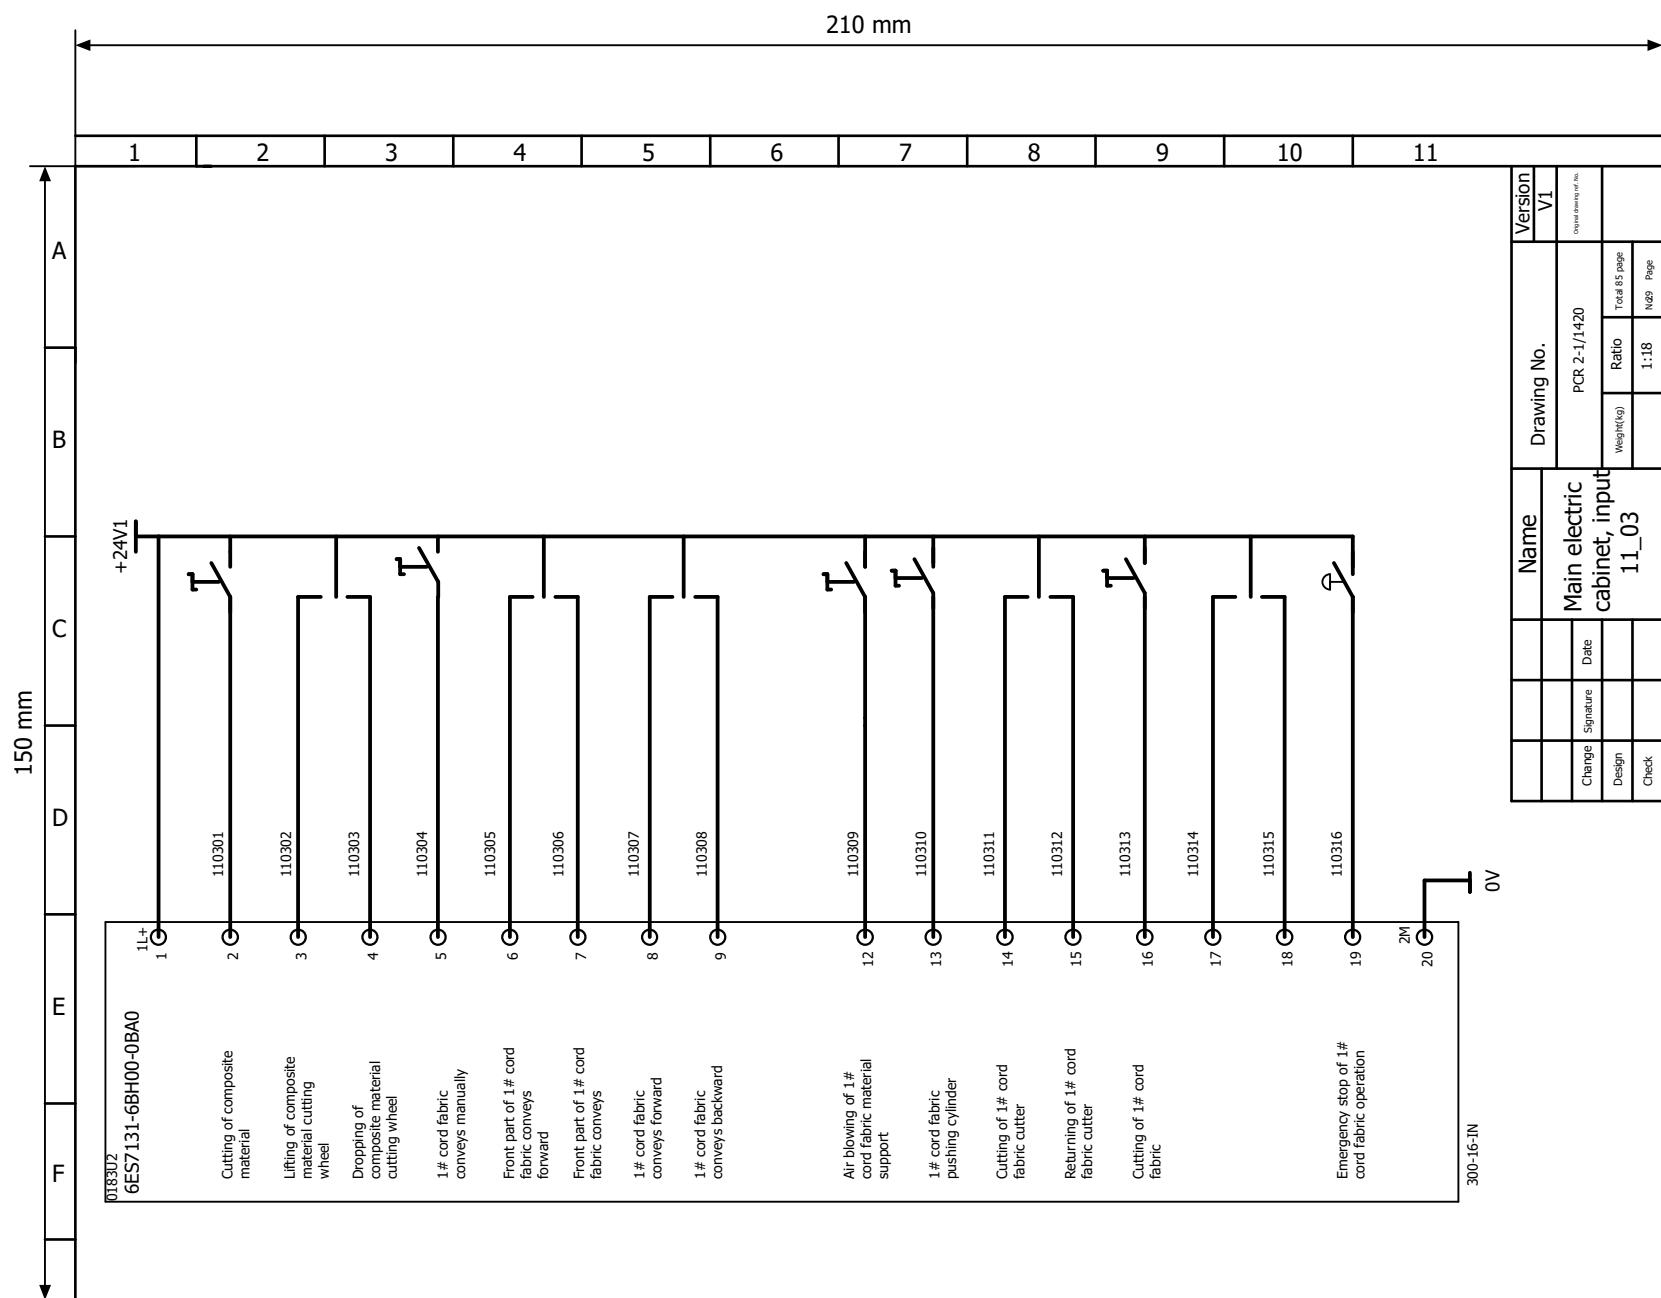 210 mm
1 2 3 4 5 6 7 8 9 10 11
150 mm
A
B
C
D
E
F
Version
V1
Original drawing ref. No.
Drawing No.
PCR 2-1/1420
Total 85 page
Ratio
Weight(kg)
No29 Page
1:18
Name
Main electric
cabinet, input
11_03
Date
Signature
Change
Design
Check
+24V1
110301
110302
110303
110304
110305
110306
110307
110308
110309
110310
110311
110312
110313
110314
110315
110316
0V
1L+
2M
1
2
3
4
5
6
7
8
9
12
13
14
15
16
17
18
19
20
0183U2
6ES7131-6BH00-0BA0
Cutting of composite
material
Lifting of composite
material cutting
wheel
Dropping of
composite material
cutting wheel
1# cord fabric
conveys manually
Front part of 1# cord
fabric conveys
forward
Front part of 1# cord
fabric conveys
1# cord fabric
conveys forward
1# cord fabric
conveys backward
Air blowing of 1#
cord fabric material
support
1# cord fabric
pushing cylinder
Cutting of 1# cord
fabric cutter
Returning of 1# cord
fabric cutter
Cutting of 1# cord
fabric
Emergency stop of 1#
cord fabric operation
300-16-IN